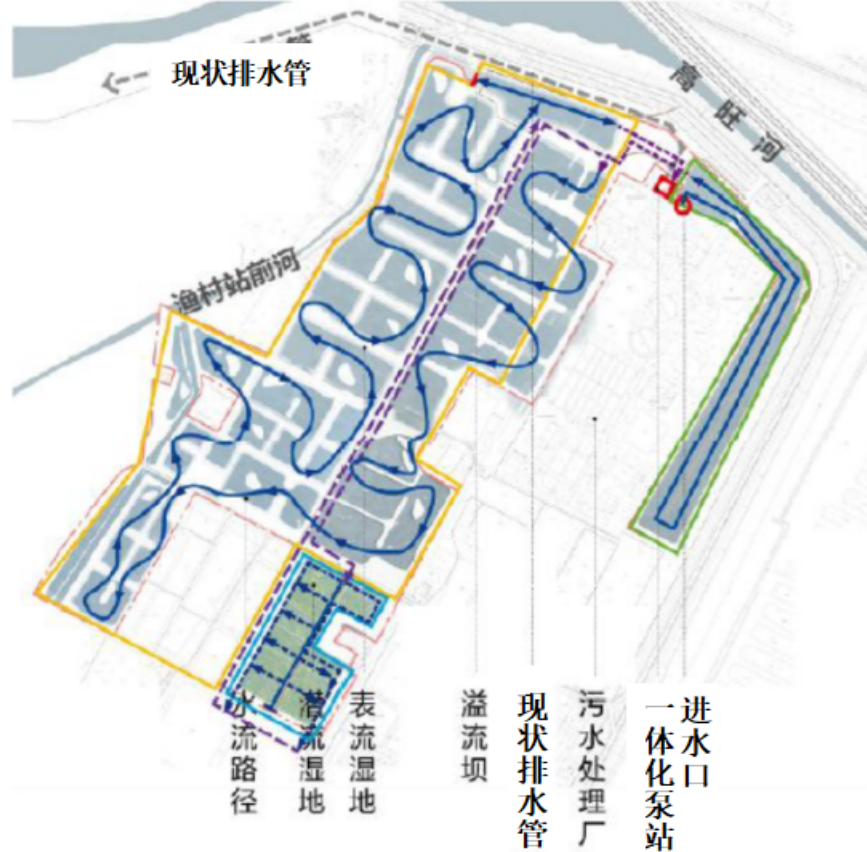 现状排水管
高旺河
渔村站前河
水流路径
潜流湿地
表流湿地
溢流坝
现状排水管
污水处理厂
一体化泵站
进水口